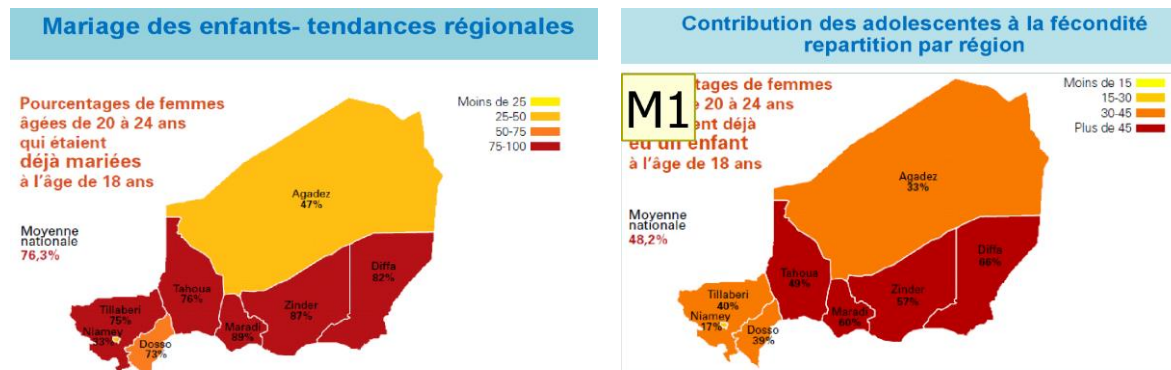 Mariage des enfants- tendances régionales
Pourcentages de femmes
âgées de 20 à 24 ans
qui étaient
déjà mariées
à l'âge de 18 ans
Moins de 25
25-50
50-75
75-100
Moyenne
nationale
76,3%
Agadez
47%
Diffa
82%
Tahoua
76%
Zinder
87%
Tillaberi
75%
Maradi
89%
Niamey
Dosso
73%
Contribution des adolescentes à la fécondité
repartition par région
M1
tages de femmes
20 à 24 ans
ent déjà
un enfant
à l'âge de 18 ans
Moins de 15
15-30
30-45
Plus de 45
Moyenne
nationale
48,2%
Agadez
33%
Diffa
66%
Tahoua
49%
Zinder
57%
Tillaberi
40%
Maradi
60%
Niamey
17%
Dosso
39%